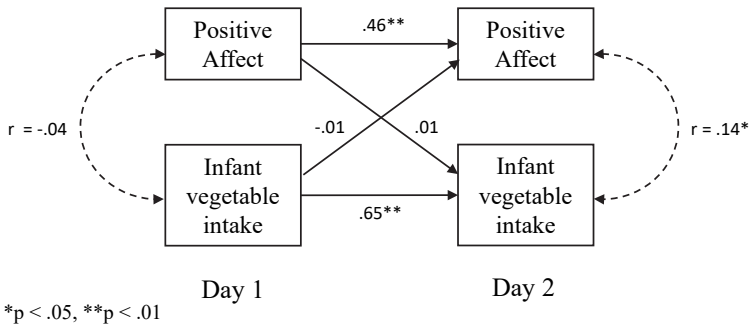 Positive
Affect
.46**
Positive
Affect
r = -.04
-.01
.01
r = .14*
Infant
vegetable
intake
.65**
Infant
vegetable
intake
Day 1
Day 2
*p < .05, **p < .01